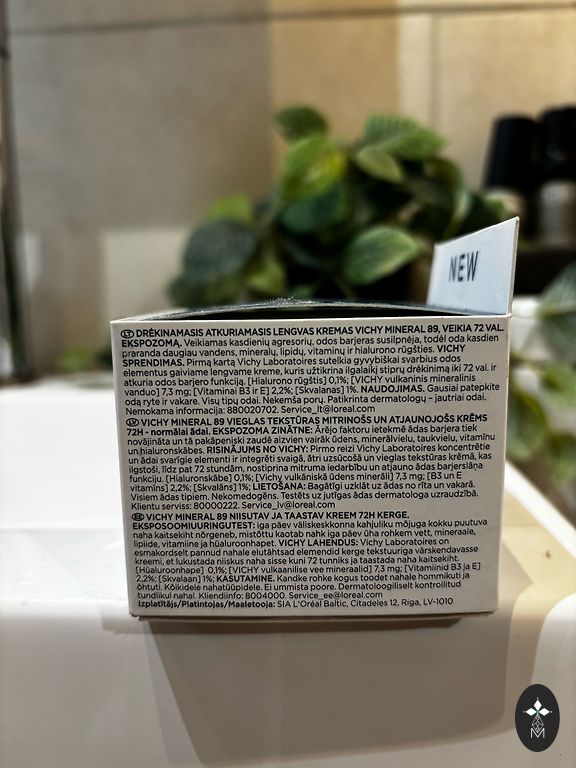 NEW
LT DRĖKINAMASIS ATKURIAMASIS LENGVAS KREMAS VICHY MINERAL 89, VEIKIA 72 VAL.
EKSPOZOMĄ. Veikiamas kasdienių agresorių, odos barjeras susilpnėja, todėl oda kasdien
praranda daugiau vandens, mineralų, lipidų, vitaminų ir hialurono rūgšties. VICHY
SPRENDIMAS. Pirmą kartą Vichy Laboratoires sutelkia gyvybiškai svarbius odos
elementus gaiviame lengvame kreme, kuris užtikrina ilgalaikį stiprų drėkinimą iki 72 val. ir
atkuria odos barjero funkciją. [Hialurono rūgštis] 0,1%; [VICHY vulkaninis mineralinis
vanduo] 7,3 mg; [Vitaminai B3 ir E] 2,2%; [Skvalanas] 1%. NAUDOJIMAS. Gausiai patepkite
odą ryte ir vakare. Visų tipų odai. Nekemša porų. Patikrinta dermatologų – jautriai odai.
Nemokama informacija: 880020702. Service_lt@loreal.com
LV VICHY MINERAL 89 VIEGLAS TEKSTŪRAS MITRINOŠS UN ATJAUNOJOŠS KRĒMS
72H - normālai ādai. EKSPOZOMA ZINĀTNE: Ārējo faktoru ietekmē ādas barjera tiek
novājināta un tā pakāpeniski zaudē aizvien vairāk ūdens, minerālvielu, taukvielu, vitamīnu
un hialuronskābes. RISINĀJUMS NO VICHY: Pirmo reizi Vichy Laboratoires koncentrētie
un ādai svarīgie elementi ir integrēti svaigā, ātri uzsūcošā un vieglas tekstūras krēmā, kas
ilgstoši, līdz pat 72 stundām, nostiprina mitruma iedarbību un atjauno ādas barjerslāņa
funkciju. [Hialuronskābe] 0,1%; [VICHY vulkāniskā ūdens minerāli] 7,3 mg; [B3 un E
vitamīns] 2,2%; [Skvalāns] 1%; LIETOŠANA: Bagātīgi uzklāt uz ādas no rīta un vakarā.
Visiem ādas tipiem. Nekomedogēns. Testēts uz jutīgas ādas dermatologa uzraudzībā.
Klientu serviss: 80000222. Service_lv@loreal.com
EE VICHY MINERAL 89 NIISUTAV JA TAASTAV KREEM 72H KERGE.
EKSPOSOOMIUURINGUTEST: iga päev väliskeskkonna kahjuliku mõjuga kokku puutuva
naha kaitsekiht nõrgeneb, mistõttu kaotab nahk iga päev üha rohkem vett, mineraale,
lipiide, vitamiine ja hüaluroonhapet. VICHY LAHENDUS: Vichy Laboratoires on
esmakordselt pannud nahale elutähtsad elemendid kerge tekstuuriga värskendavasse
kreemi, et lukustada niiskus naha sisse kuni 72 tunniks ja taastada naha kaitsekiht.
[Hüaluroonhape] 0,1%; [VICHY vulkaanilise vee mineraalid] 7,3 mg; [Vitamiinid B3 ja E]
2,2%; [Skvalaan] 1%; KASUTAMINE. Kandke rohke kogus toodet nahale hommikuti ja
õhtuti. Kõikidele nahatüüpidele. Ei ummista poore. Dermatoloogiliselt kontrollitud
tundlikul nahal. Kliendiinfo: 8004000. Service_ee@loreal.com
Izplatītājs/Platintojas/Maaletooja: SIA L'Oréal Baltic, Citadeles 12, Riga, LV-1010
M